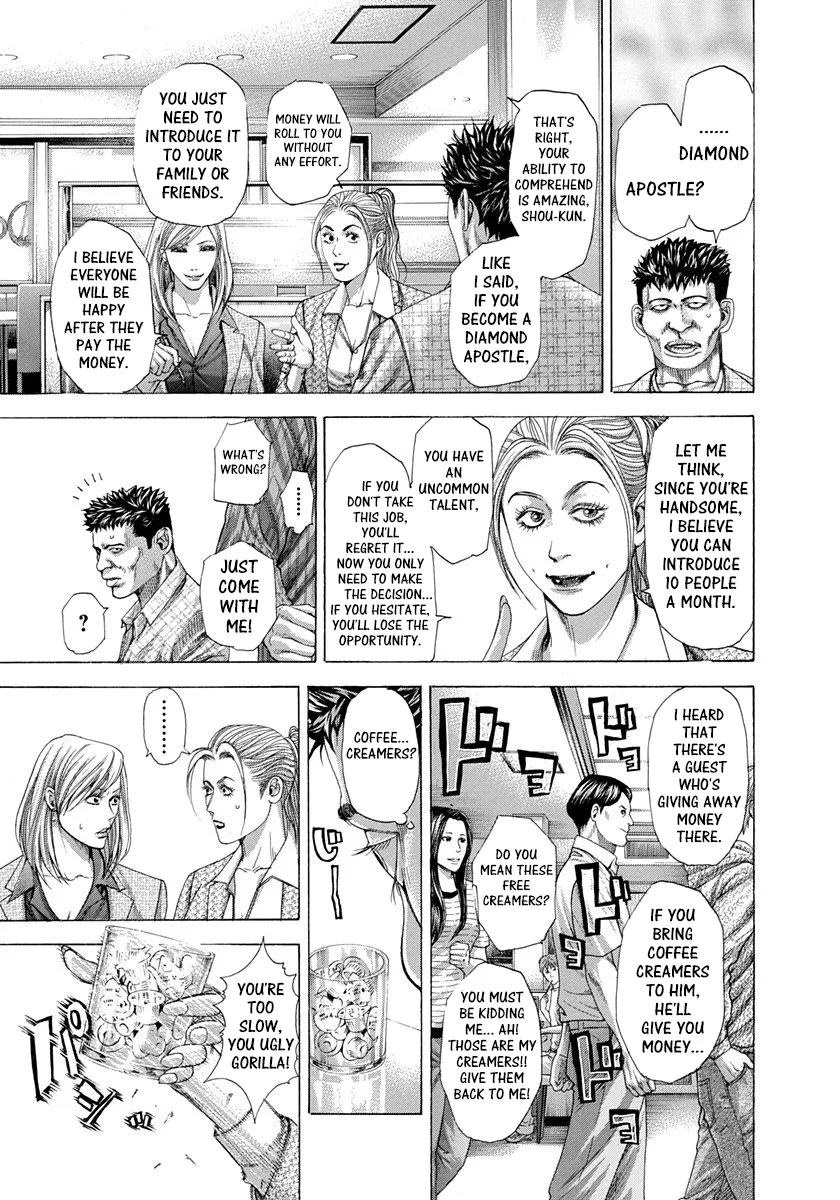 ......
DIAMOND
APOSTLE?
THAT'S
RIGHT,
YOUR
ABILITY TO
COMPREHEND
IS AMAZING,
SHOU-KUN.
LIKE
I SAID,
IF YOU
BECOME A
DIAMOND
APOSTLE,
MONEY WILL
ROLL TO YOU
WITHOUT
ANY EFFORT.
YOU JUST
NEED TO
INTRODUCE IT
TO YOUR
FAMILY OR
FRIENDS.
I BELIEVE
EVERYONE
WILL BE
HAPPY
AFTER THEY
PAY THE
MONEY.
LET ME
THINK,
SINCE YOU'RE
HANDSOME,
I BELIEVE
YOU CAN
INTRODUCE
10 PEOPLE
A MONTH.
YOU HAVE
AN
UNCOMMON
TALENT,
IF YOU
DON'T TAKE
THIS JOB,
YOU'LL
REGRET IT...
NOW YOU ONLY
NEED TO MAKE
THE DECISION...
IF YOU HESITATE,
YOU'LL LOSE THE
OPPORTUNITY.
......
WHAT'S
WRONG?
JUST
COME
WITH
ME!
?
I HEARD
THAT
THERE'S
A GUEST
WHO'S
GIVING AWAY
MONEY
THERE.
IF YOU
BRING
COFFEE
CREAMERS
TO HIM,
HE'LL
GIVE YOU
MONEY...
DO YOU
MEAN THESE
FREE
CREAMERS?
YOU MUST
BE KIDDING
ME... AH!
THOSE ARE MY
CREAMERS!!
GIVE THEM
BACK TO ME!
ドドド
ドドド
COFFEE...
CREAMERS?
......
YOU'RE
TOO
SLOW,
YOU UGLY
GORILLA!